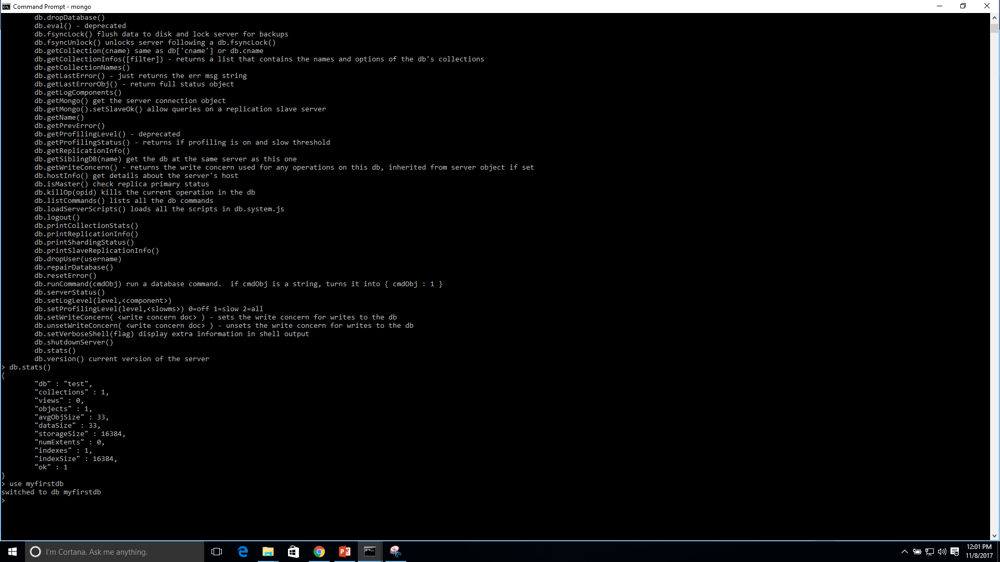 Command Prompt - mongo
db.dropDatabase()
db.eval() - deprecated
db.fsyncLock() flush data to disk and lock server for backups
db.fsyncUnlock() unlocks server following a db.fsyncLock()
db.getCollection(cname) same as db['cname'] or db.cname
db.getCollectionInfos([filter]) - returns a list that contains the names and options of the db's collections
db.getCollectionNames()
db.getLastError() - just returns the err msg string
db.getLastErrorObj() - return full status object
db.getLogComponents()
db.getMongo() get the server connection object
db.getMongo().setSlaveOk() allow queries on a replication slave server
db.getName()
db.getPrevError()
db.getProfilingLevel() - deprecated
db.getProfilingStatus() - returns if profiling is on and slow threshold
db.getReplicationInfo()
db.getSiblingDB(name) get the db at the same server as this one
db.getWriteConcern() - returns the write concern used for any operations on this db, inherited from server object if set
db.hostInfo() get details about the server's host
db.isMaster() check replica primary status
db.killOp(opid) kills the current operation in the db
db.listCommands() lists all the db commands
db.loadServerScripts() loads all the scripts in db.system.js
db.logout()
db.printCollectionStats()
db.printReplicationInfo()
db.printShardingStatus()
db.printSlaveReplicationInfo()
db.dropUser(username)
db.repairDatabase()
db.resetError()
db.runCommand(cmdObj) run a database command.  if cmdObj is a string, turns it into { cmdObj : 1 }
db.serverStatus()
db.setLogLevel(level,<component>)
db.setProfilingLevel(level,<slowms>) 0=off 1=slow 2=all
db.setWriteConcern( <write concern doc> ) - sets the write concern for writes to the db
db.unsetWriteConcern( <write concern doc> ) - unsets the write concern for writes to the db
db.setVerboseShell(flag) display extra information in shell output
db.shutdownServer()
db.stats()
db.version() current version of the server
> db.stats()
{
"db" : "test",
"collections" : 1,
"views" : 0,
"objects" : 1,
"avgObjSize" : 33,
"dataSize" : 33,
"storageSize" : 16384,
"numExtents" : 0,
"indexes" : 1,
"indexSize" : 16384,
"ok" : 1
}
> use myfirstdb
switched to db myfirstdb
>
I'm Cortana. Ask me anything.
12:01 PM
11/8/2017